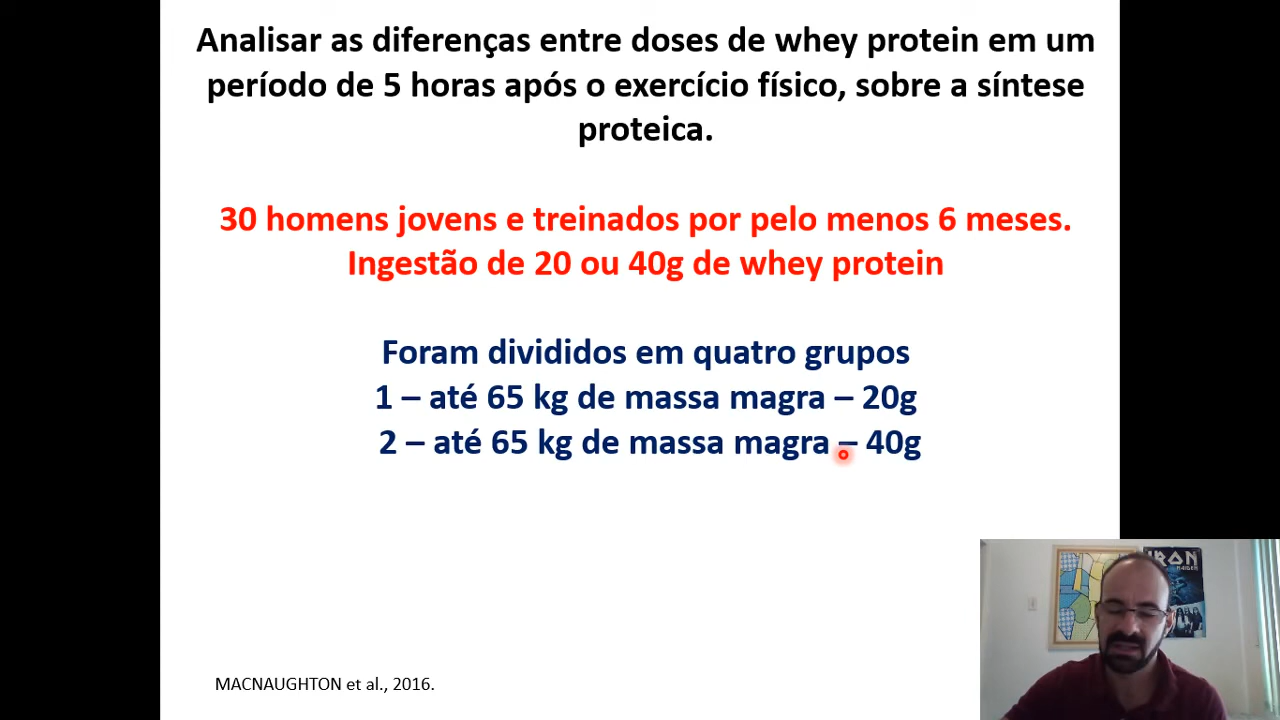 Analisar as diferenças entre doses de whey protein em um
período de 5 horas após o exercício físico, sobre a síntese
proteica.
30 homens jovens e treinados por pelo menos 6 meses.
Ingestão de 20 ou 40g de whey protein
Foram divididos em quatro grupos
1 – até 65 kg de massa magra – 20g
2 – até 65 kg de massa magra – 40g
IRON
MAIDEN
MACNAUGHTON et al., 2016.